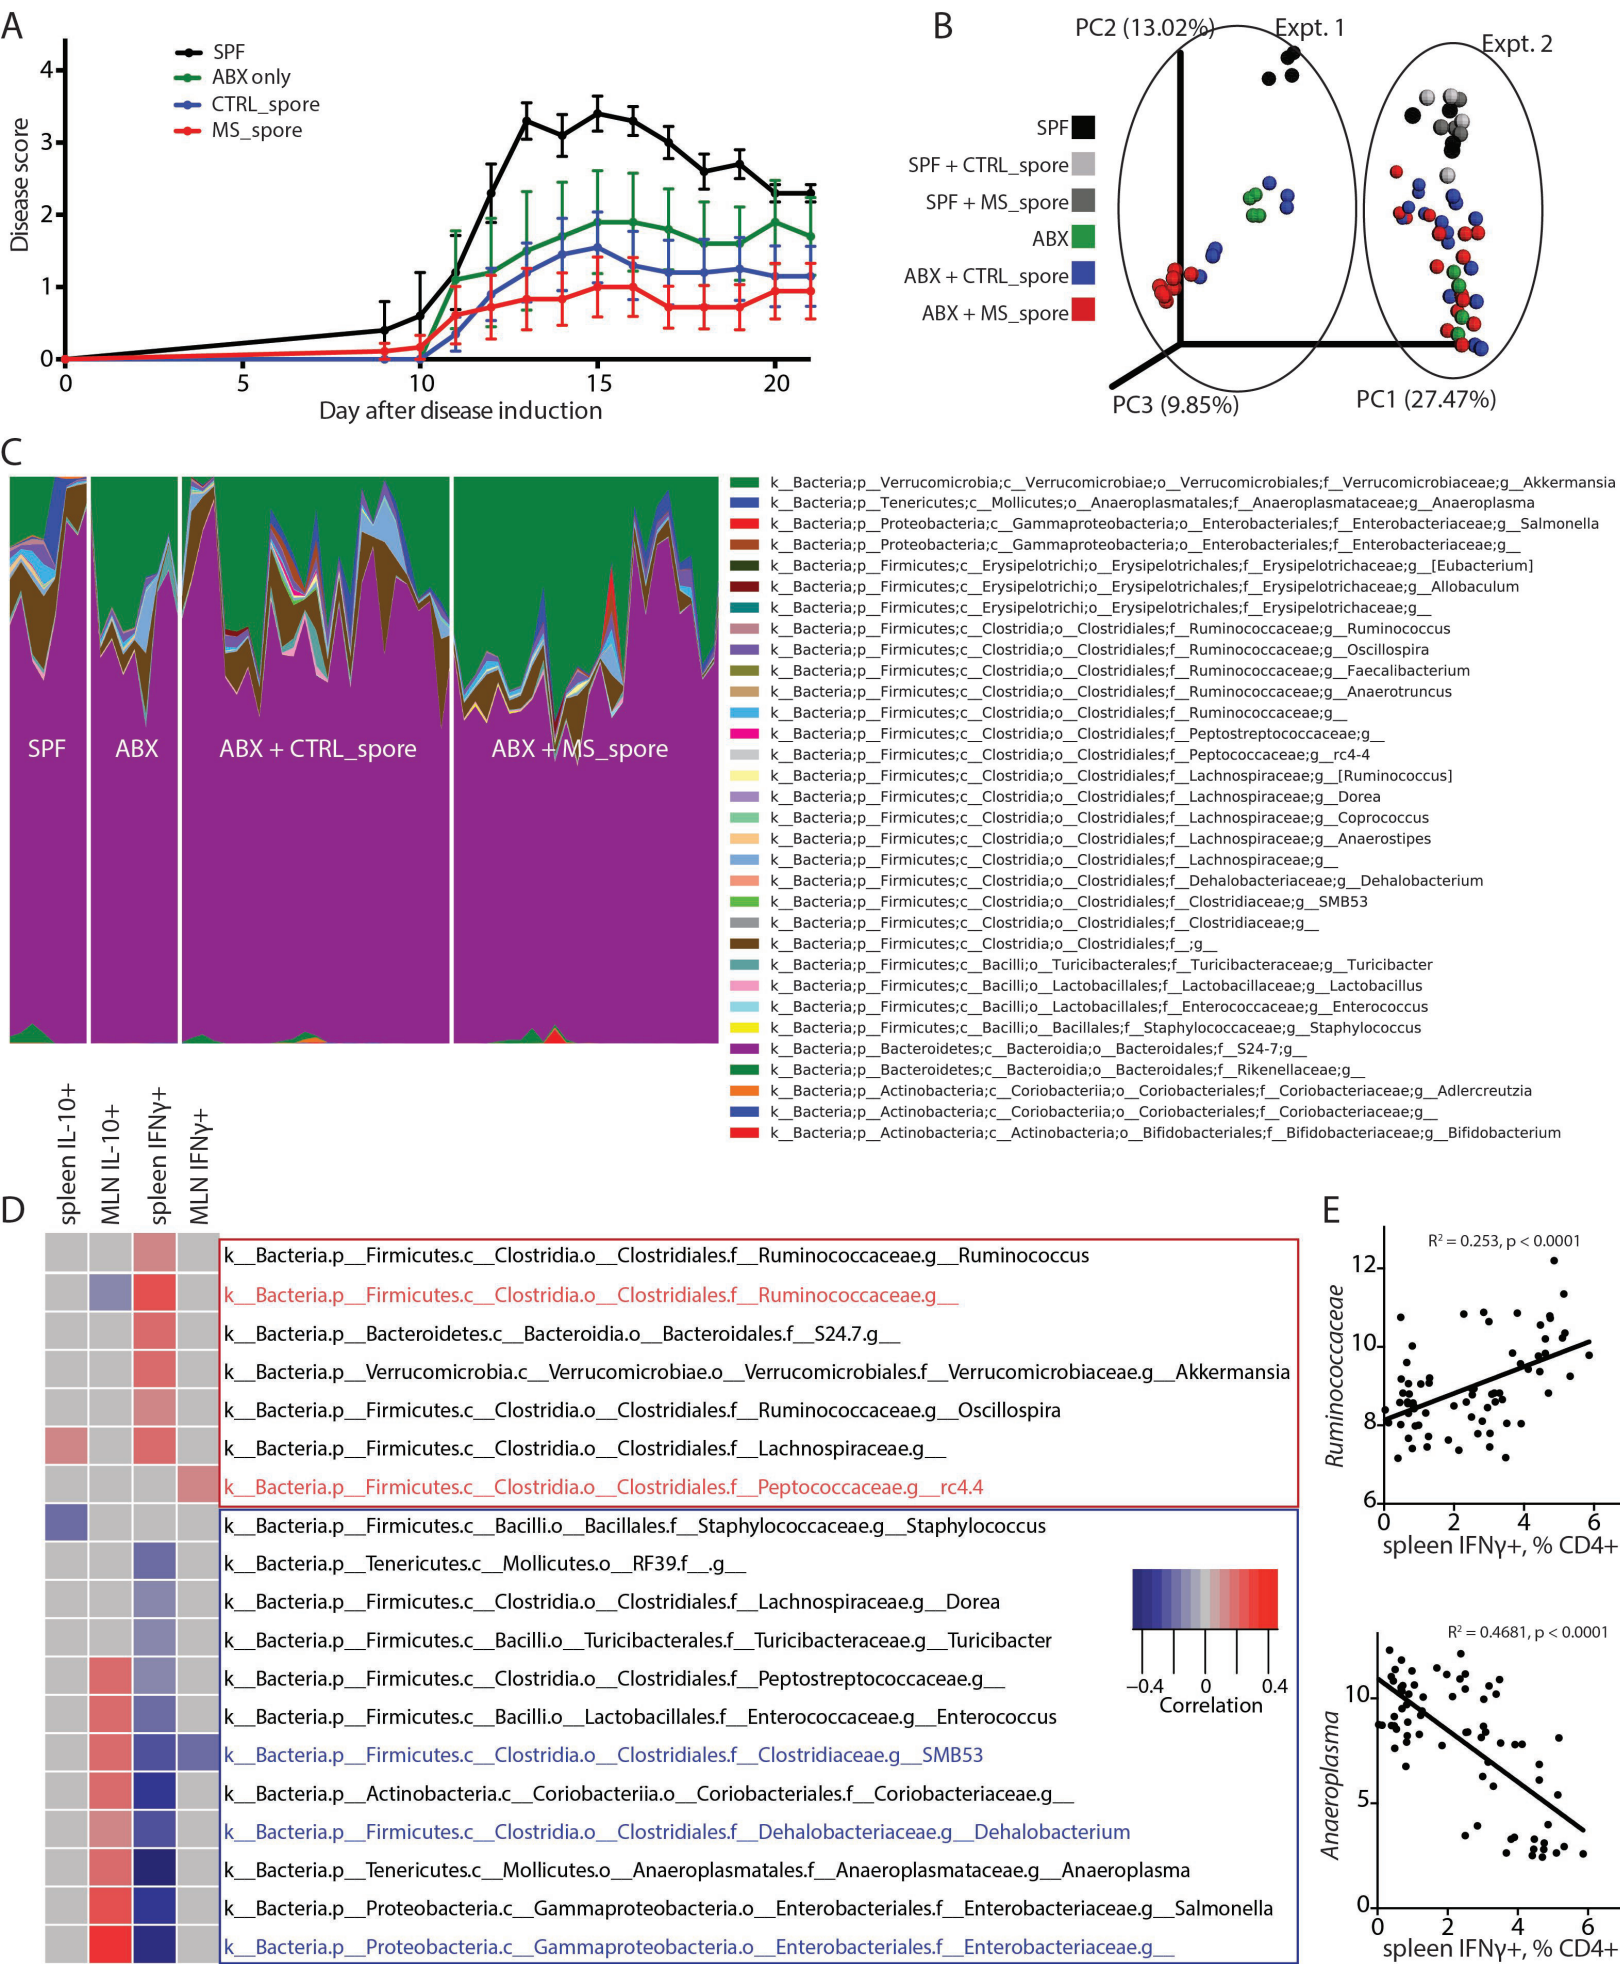 A
SPF
ABX only
CTRL_spore
MS_spore
Disease score
4
3
2
1
0
0
5
10
15
20
Day after disease induction
B
PC2 (13.02%)
Expt. 1
Expt. 2
SPF
SPF + CTRL_spore
SPF + MS_spore
ABX
ABX + CTRL_spore
ABX + MS_spore
PC3 (9.85%)
PC1 (27.47%)
C
SPF
ABX
ABX + CTRL_spore
ABX + MS_spore
k__Bacteria;p__Verrucomicrobia;c__Verrucomicrobiae;o__Verrucomicrobiales;f__Verrucomicrobiaceae;g__Akkermansia
k__Bacteria;p__Tenericutes;c__Mollicutes;o__Anaeroplasmatales;f__Anaeroplasmataceae;g__Anaeroplasma
k__Bacteria;p__Proteobacteria;c__Gammaproteobacteria;o__Enterobacteriales;f__Enterobacteriaceae;g__Salmonella
k__Bacteria;p__Proteobacteria;c__Gammaproteobacteria;o__Enterobacteriales;f__Enterobacteriaceae;g__
k__Bacteria;p__Firmicutes;c__Erysipelotrichi;o__Erysipelotrichales;f__Erysipelotrichaceae;g__[Eubacterium]
k__Bacteria;p__Firmicutes;c__Erysipelotrichi;o__Erysipelotrichales;f__Erysipelotrichaceae;g__Allobaculum
k__Bacteria;p__Firmicutes;c__Erysipelotrichi;o__Erysipelotrichales;f__Erysipelotrichaceae;g__
k__Bacteria;p__Firmicutes;c__Clostridia;o__Clostridiales;f__Ruminococcaceae;g__Ruminococcus
k__Bacteria;p__Firmicutes;c__Clostridia;o__Clostridiales;f__Ruminococcaceae;g__Oscillospira
k__Bacteria;p__Firmicutes;c__Clostridia;o__Clostridiales;f__Ruminococcaceae;g__Faecalibacterium
k__Bacteria;p__Firmicutes;c__Clostridia;o__Clostridiales;f__Ruminococcaceae;g__Anaerotruncus
k__Bacteria;p__Firmicutes;c__Clostridia;o__Clostridiales;f__Ruminococcaceae;g__
k__Bacteria;p__Firmicutes;c__Clostridia;o__Clostridiales;f__Peptostreptococcaceae;g__
k__Bacteria;p__Firmicutes;c__Clostridia;o__Clostridiales;f__Peptococcaceae;g__rc4-4
k__Bacteria;p__Firmicutes;c__Clostridia;o__Clostridiales;f__Lachnospiraceae;g__[Ruminococcus]
k__Bacteria;p__Firmicutes;c__Clostridia;o__Clostridiales;f__Lachnospiraceae;g__Dorea
k__Bacteria;p__Firmicutes;c__Clostridia;o__Clostridiales;f__Lachnospiraceae;g__Coprococcus
k__Bacteria;p__Firmicutes;c__Clostridia;o__Clostridiales;f__Lachnospiraceae;g__Anaerostipes
k__Bacteria;p__Firmicutes;c__Clostridia;o__Clostridiales;f__Lachnospiraceae;g__
k__Bacteria;p__Firmicutes;c__Clostridia;o__Clostridiales;f__Dehalobacteriaceae;g__Dehalobacterium
k__Bacteria;p__Firmicutes;c__Clostridia;o__Clostridiales;f__Clostridiaceae;g__SMB53
k__Bacteria;p__Firmicutes;c__Clostridia;o__Clostridiales;f__Clostridiaceae;g__
k__Bacteria;p__Firmicutes;c__Clostridia;o__Clostridiales;f__;g__
k__Bacteria;p__Firmicutes;c__Bacilli;o__Turicibacterales;f__Turicibacteraceae;g__Turicibacter
k__Bacteria;p__Firmicutes;c__Bacilli;o__Lactobacillales;f__Lactobacillaceae;g__Lactobacillus
k__Bacteria;p__Firmicutes;c__Bacilli;o__Lactobacillales;f__Enterococcaceae;g__Enterococcus
k__Bacteria;p__Firmicutes;c__Bacilli;o__Bacillales;f__Staphylococcaceae;g__Staphylococcus
k__Bacteria;p__Bacteroidetes;c__Bacteroidia;o__Bacteroidales;f__S24-7;g__
k__Bacteria;p__Bacteroidetes;c__Bacteroidia;o__Bacteroidales;f__Rikenellaceae;g__
k__Bacteria;p__Actinobacteria;c__Coriobacteriia;o__Coriobacteriales;f__Coriobacteriaceae;g__Adlercreutzia
k__Bacteria;p__Actinobacteria;c__Coriobacteriia;o__Coriobacteriales;f__Coriobacteriaceae;g__
k__Bacteria;p__Actinobacteria;c__Actinobacteria;o__Bifidobacteriales;f__Bifidobacteriaceae;g__Bifidobacterium
D
spleen IL-10+
MLN IL-10+
spleen IFNγ+
MLN IFNγ+
k__Bacteria.p__Firmicutes.c__Clostridia.o__Clostridiales.f__Ruminococcaceae.g__Ruminococcus
k__Bacteria.p__Firmicutes.c__Clostridia.o__Clostridiales.f__Ruminococcaceae.g__
k__Bacteria.p__Bacteroidetes.c__Bacteroidia.o__Bacteroidales.f__S24.7.g__
k__Bacteria.p__Verrucomicrobia.c__Verrucomicrobiae.o__Verrucomicrobiales.f__Verrucomicrobiaceae.g__Akkermansia
k__Bacteria.p__Firmicutes.c__Clostridia.o__Clostridiales.f__Ruminococcaceae.g__Oscillospira
k__Bacteria.p__Firmicutes.c__Clostridia.o__Clostridiales.f__Lachnospiraceae.g__
k__Bacteria.p__Firmicutes.c__Clostridia.o__Clostridiales.f__Peptococcaceae.g__rc4.4
k__Bacteria.p__Firmicutes.c__Bacilli.o__Bacillales.f__Staphylococcaceae.g__Staphylococcus
k__Bacteria.p__Tenericutes.c__Mollicutes.o__RF39.f__.g__
k__Bacteria.p__Firmicutes.c__Clostridia.o__Clostridiales.f__Lachnospiraceae.g__Dorea
k__Bacteria.p__Firmicutes.c__Bacilli.o__Turicibacterales.f__Turicibacteraceae.g__Turicibacter
k__Bacteria.p__Firmicutes.c__Clostridia.o__Clostridiales.f__Peptostreptococcaceae.g__
k__Bacteria.p__Firmicutes.c__Bacilli.o__Lactobacillales.f__Enterococcaceae.g__Enterococcus
k__Bacteria.p__Firmicutes.c__Clostridia.o__Clostridiales.f__Clostridiaceae.g__SMB53
k__Bacteria.p__Actinobacteria.c__Coriobacteriia.o__Coriobacteriales.f__Coriobacteriaceae.g__
k__Bacteria.p__Firmicutes.c__Clostridia.o__Clostridiales.f__Dehalobacteriaceae.g__Dehalobacterium
k__Bacteria.p__Tenericutes.c__Mollicutes.o__Anaeroplasmatales.f__Anaeroplasmataceae.g__Anaeroplasma
k__Bacteria.p__Proteobacteria.c__Gammaproteobacteria.o__Enterobacteriales.f__Enterobacteriaceae.g__Salmonella
k__Bacteria.p__Proteobacteria.c__Gammaproteobacteria.o__Enterobacteriales.f__Enterobacteriaceae.g__
−0.4 0 0.4
Correlation
E
R² = 0.253, p < 0.0001
Ruminococcaceae
12
10
8
6
0 2 4 6
spleen IFNγ+, % CD4+
R² = 0.4681, p < 0.0001
Anaeroplasma
10
5
0
0 2 4 6
spleen IFNγ+, % CD4+